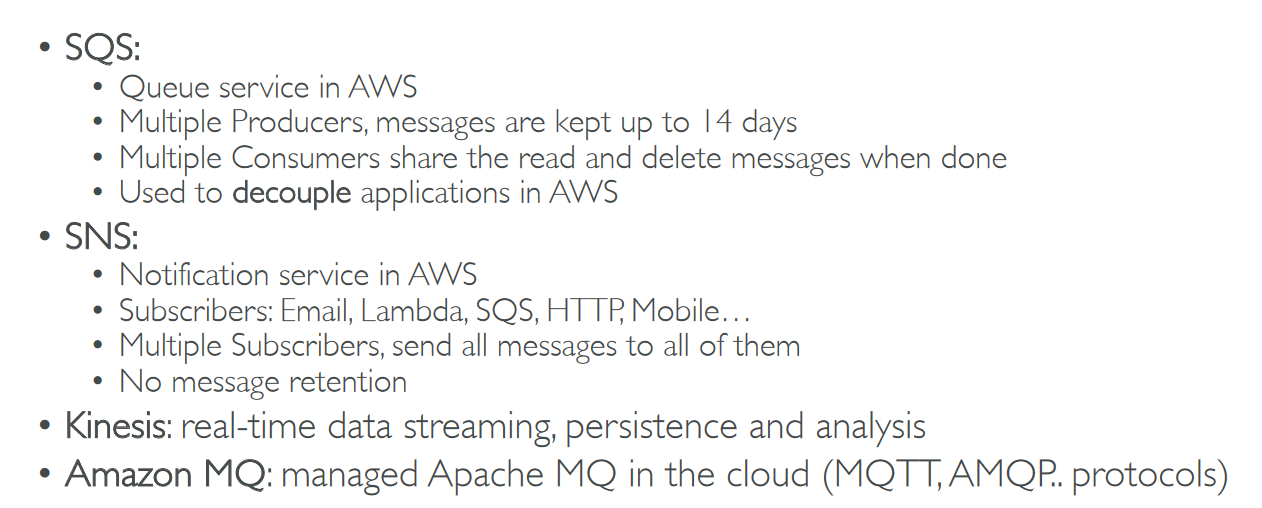 • SQS:
• Queue service in AWS
• Multiple Producers, messages are kept up to 14 days
• Multiple Consumers share the read and delete messages when done
• Used to decouple applications in AWS
• SNS:
• Notification service in AWS
• Subscribers: Email, Lambda, SQS, HTTP, Mobile…
• Multiple Subscribers, send all messages to all of them
• No message retention
• Kinesis: real-time data streaming, persistence and analysis
• Amazon MQ: managed Apache MQ in the cloud (MQTT, AMQP.. protocols)